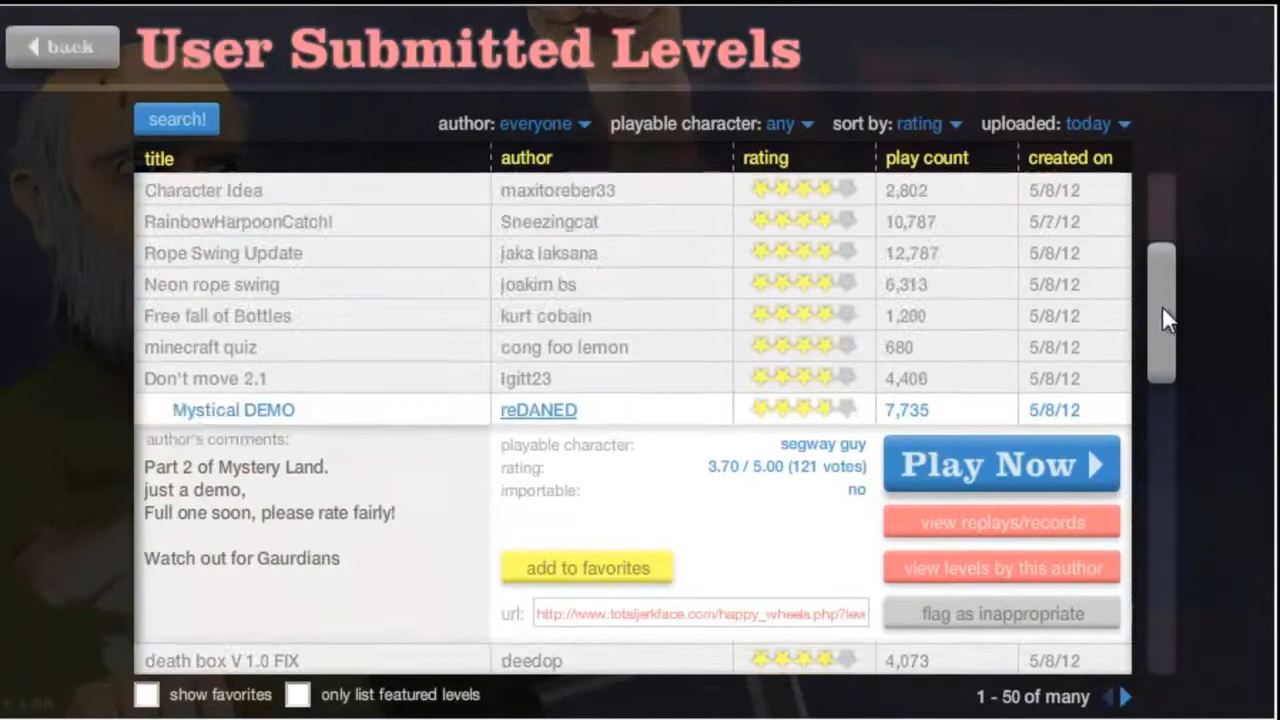 back
User Submitted Levels
search!
author: everyone playable character: any sort by: rating uploaded: today
title author rating play count created on
Character Idea maxitoreber33 2,802 5/8/12
RainbowHarpoonCatch! Sneezingcat 10,787 5/7/12
Rope Swing Update jaka laksana 12,787 5/8/12
Neon rope swing joakim bs 6,313 5/8/12
Free fall of Bottles kurt cobain 1,200 5/8/12
minecraft quiz cong foo lemon 680 5/8/12
Don't move 2.1 5/8/12
Mystical DEMO reDANED 7,735 5/8/12
author's comments:
Part 2 of Mystery Land.
just a demo,
Full one soon, please rate fairly!
Watch out for Gaurdians
playable character: segway guy
rating: 3.70 / 5.00 (121 votes)
importable: no
add to favorites
url: http://www.totaljerkface.com/happy_wheels.php?lev
Play Now
view replays/records
view levels by this author
flag as inappropriate
death box V 1.0 FIX deedop 4,073 5/8/12
show favorites only list featured levels 1 - 50 of many